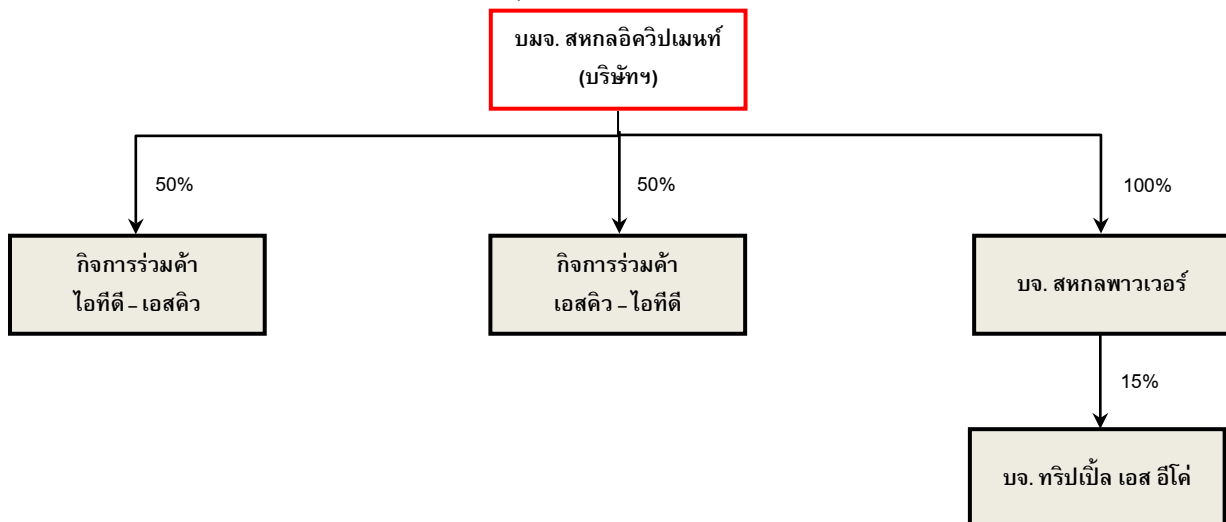 บมจ. สหกลอิควิปเมนท์
(บริษัทฯ)
50%
50%
100%
กิจการร่วมค้า
ไอทีดี – เอสคิว
กิจการร่วมค้า
เอสคิว – ไอทีดี
บจ. สหกลพาวเวอร์
15%
บจ. ทริปเปิ้ล เอส อีโค่